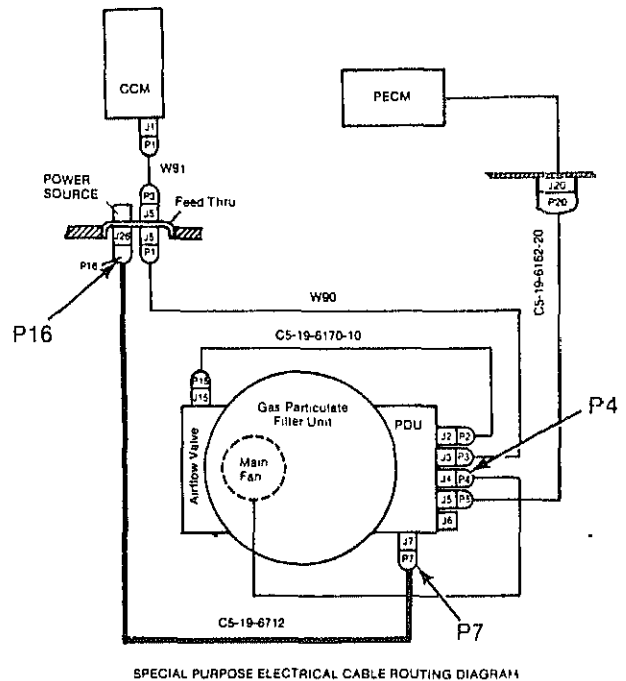 CCM
PECM
J1
P1
W91
POWER
SOURCE
P3
J5
Feed Thru
J26
J5
P1
P16
P16
J20
P20
C5-19-6162-20
W90
C5-19-6170-10
P15
J15
Gas Particulate
Filter Unit
PDU
Airflow Valve
Main
Fan
J2 P2
J3 P3
J4 P4
J5 P5
J6
P4
J7
P7
P7
C5-19-6712
SPECIAL PURPOSE ELECTRICAL CABLE ROUTING DIAGRAM